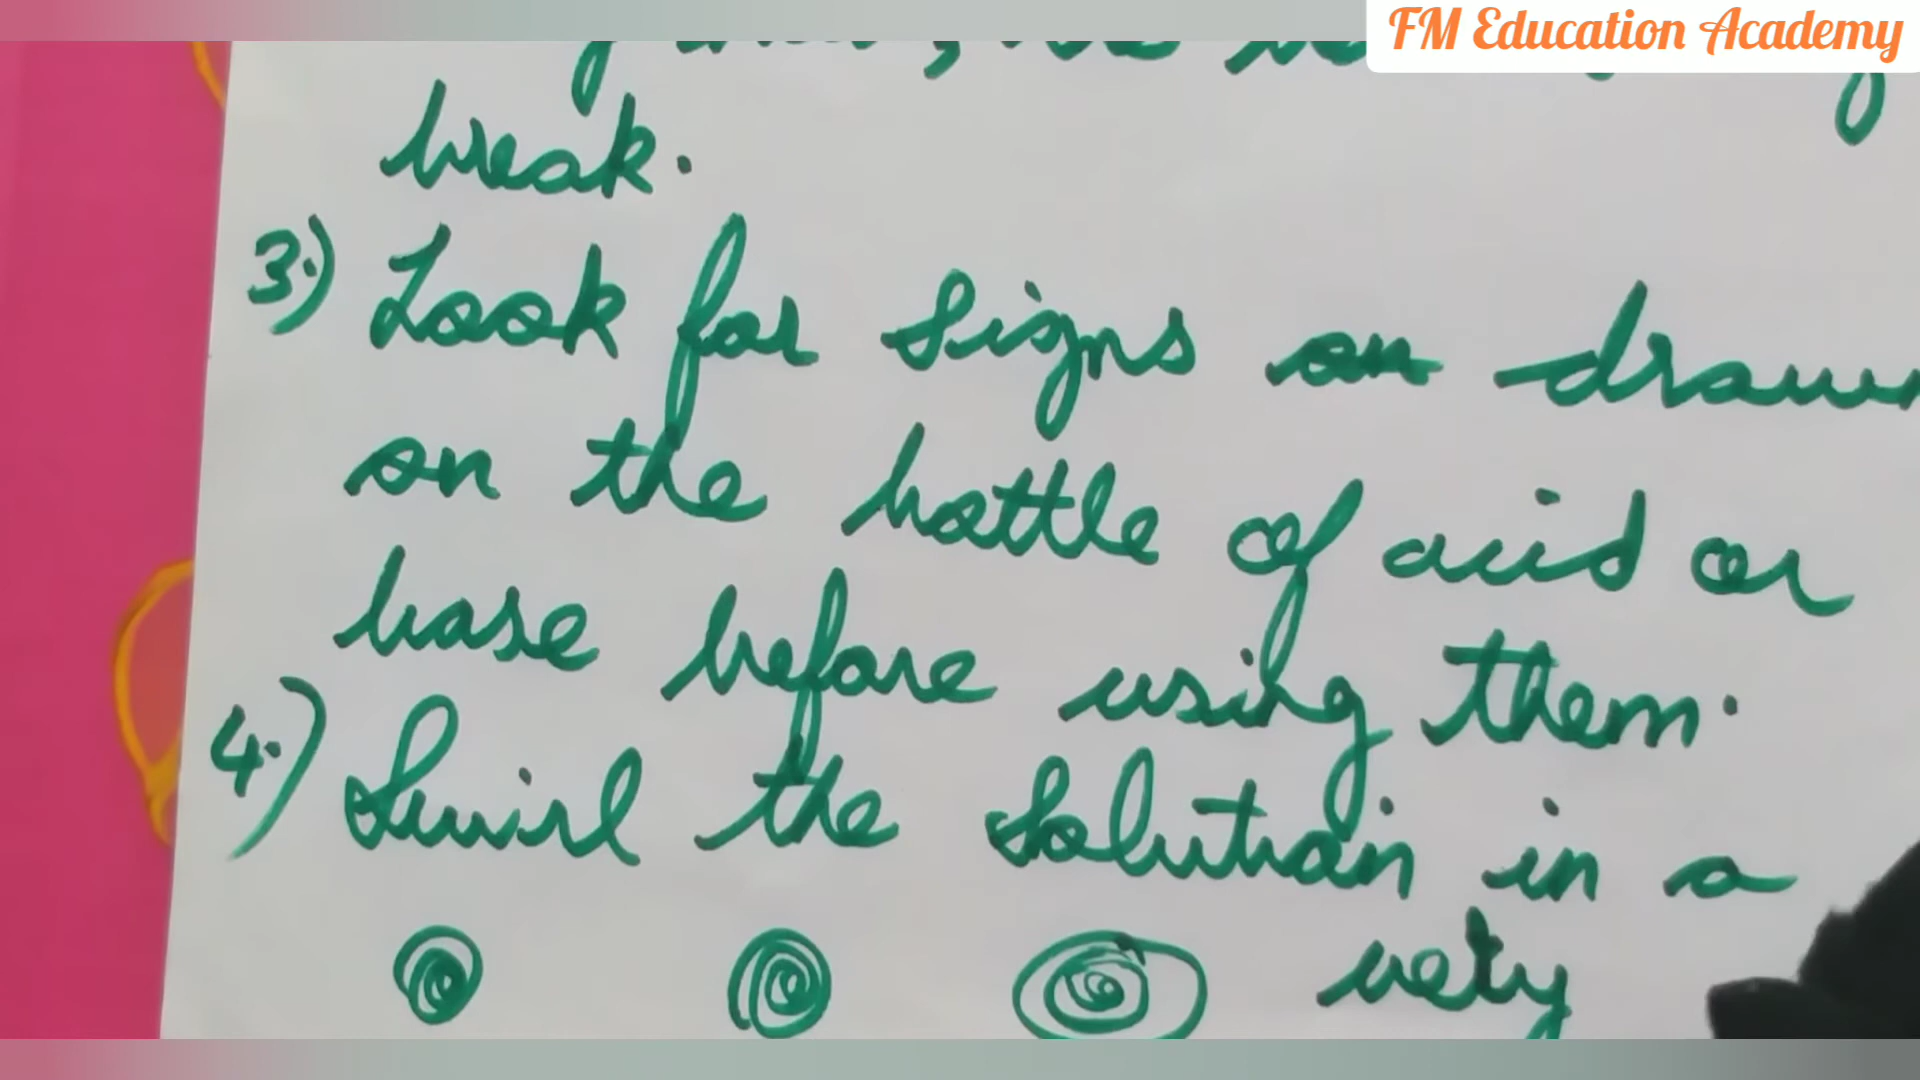 FM Education Academy
weak.
3.) Look for signs on drawn
on the bottle of acid or
base before using them.
4.) Swirl the solution in a
very